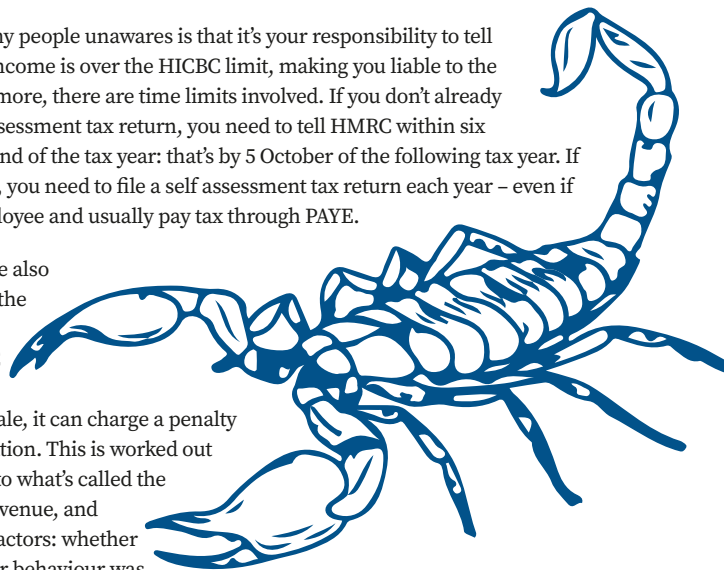 ny people unawares is that it’s your responsibility to tell
ncome is over the HICBC limit, making you liable to the
more, there are time limits involved. If you don’t already
ssessment tax return, you need to tell HMRC within six
nd of the tax year: that’s by 5 October of the following tax year. If
, you need to file a self assessment tax return each year – even if
loyee and usually pay tax through PAYE.
e also
the
ale, it can charge a penalty
tion. This is worked out
to what’s called the
venue, and
actors: whether
r behaviour was